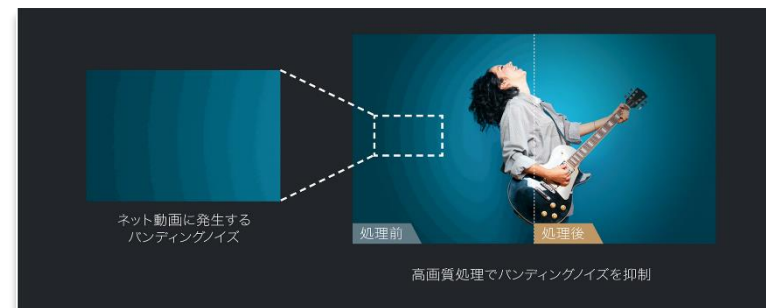 ネット動画に発生する
バンディングノイズ
処理前
処理後
高画質処理でバンディングノイズを抑制